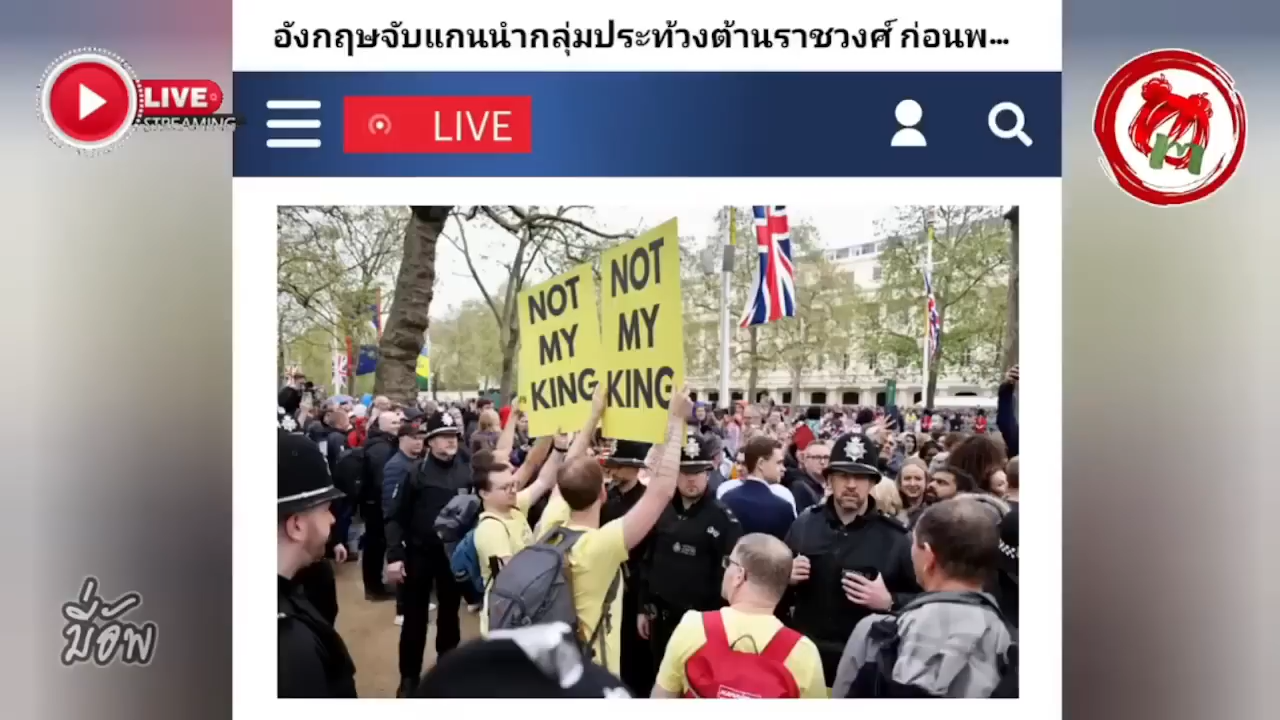 อังกฤษจับแกนนำกลุ่มประท้วงต้านราชวงศ์ ก่อนพ...
LIVE
STREAMING
LIVE
M
NOT
MY
KING
NOT
MY
KING
บี๋อัพ